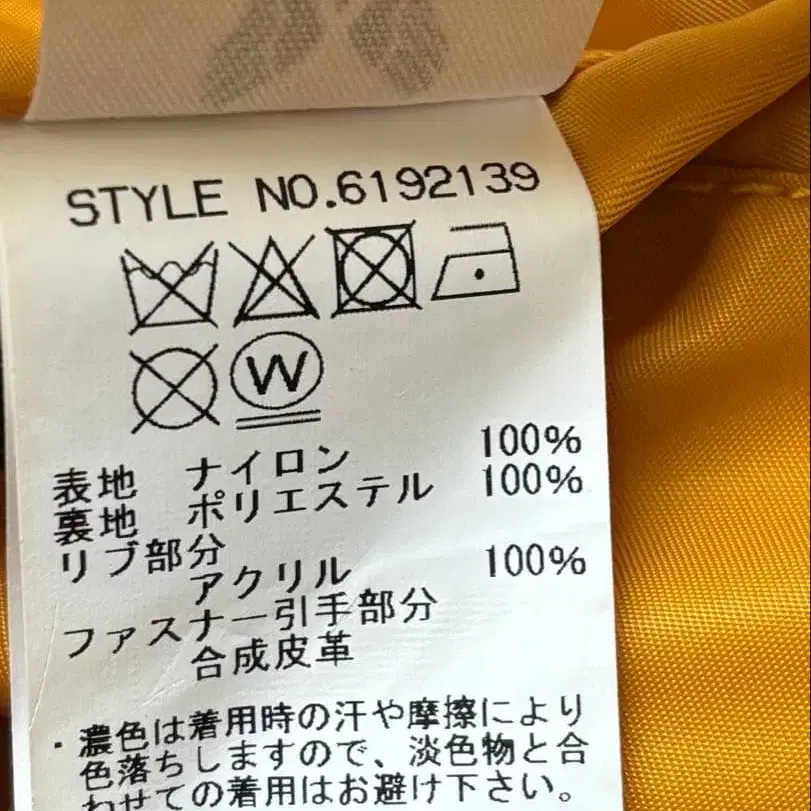 STYLE NO.6192139
W
表地 ナイロン 100%
裏地 ポリエステル 100%
リブ部分
アクリル 100%
ファスナー引手部分
合成皮革
・濃色は着用時の汗や摩擦により
色落ちしますので、淡色物と合
わせての着用はお避け下さい。